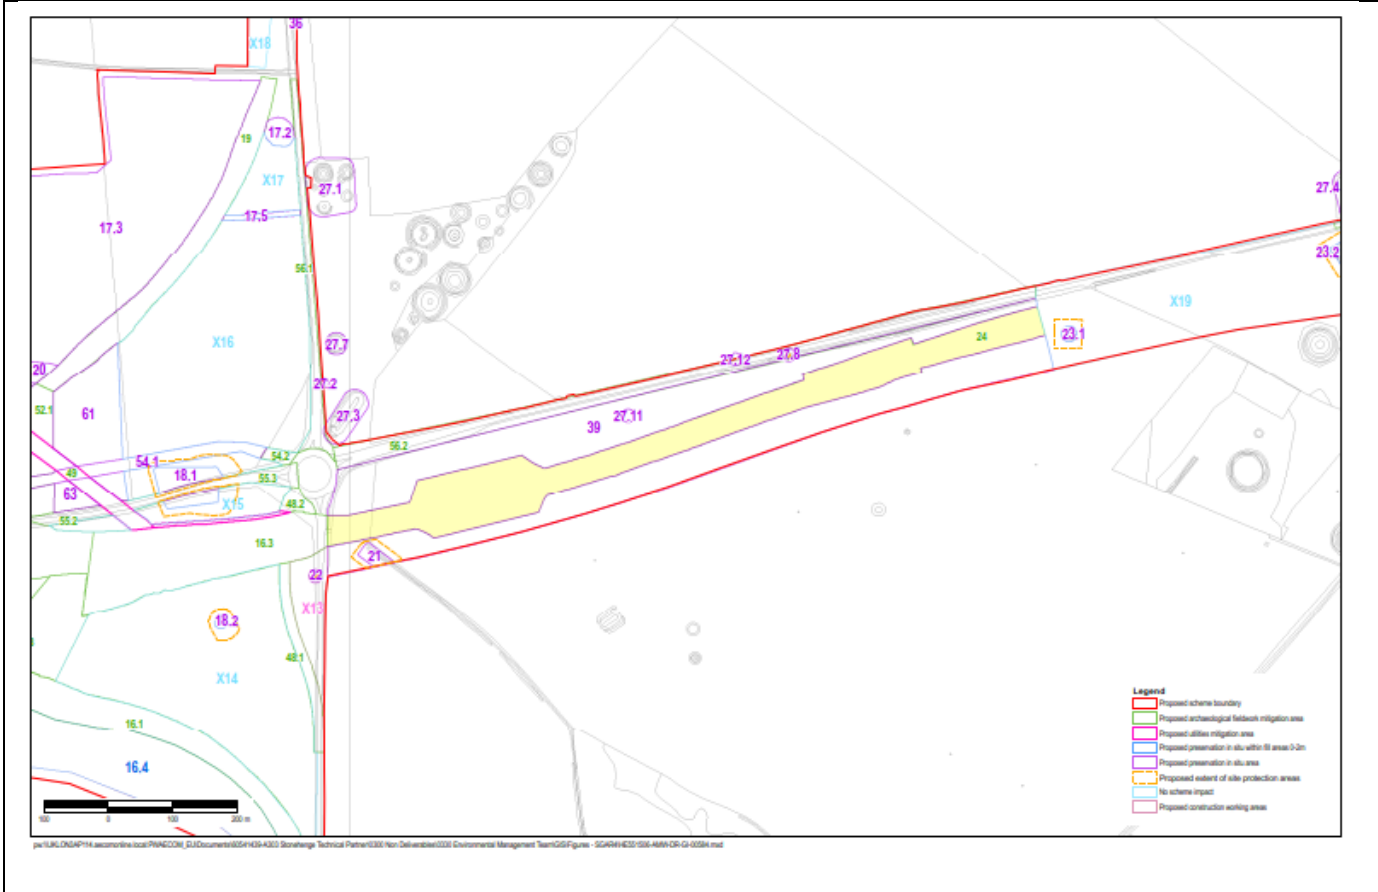 36
X18
17.2
19
X17
27.1
27.4
17.5
17.3
23.2
56.1
X19
X16
27.7
23.1
24
27.12
27.8
20
27.2
52.1
61
27.3
27.11
39
56.2
54.2
54.1
49
18.1
55.3
63
X15
48.2
55.2
16.3
21
22
X13
18.2
48.1
X14
16.1
16.4
Legend
Proposed scheme boundary
Proposed archaeological fieldwork mitigation area
Proposed utilities mitigation area
Proposed preservation in situ within fill areas 0-2m
Proposed preservation in situ area
Proposed extent of site protection areas
No scheme impact
Proposed construction working areas
100 0 100 200 m